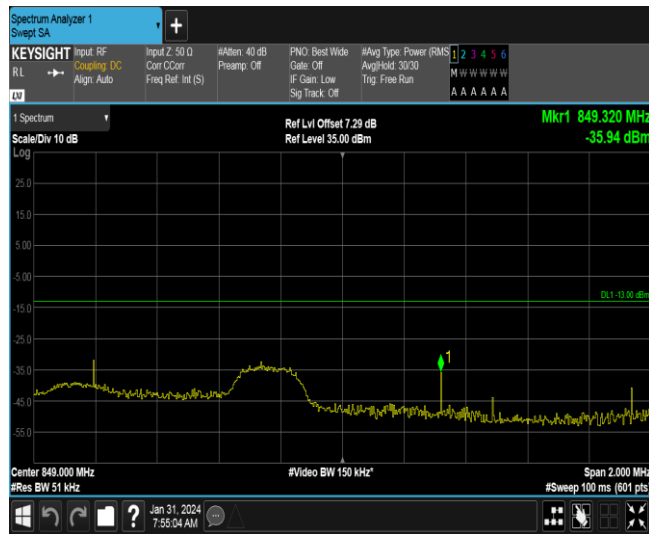 Spectrum Analyzer 1
Swept SA
+
KEYSIGHT
RL
LXI
Input: RF
Coupling: DC
Align: Auto
Input Z: 50 Ω
Corr CCorr
Freq Ref: Int (S)
#Atten: 40 dB
Preamp: Off
PNO: Best Wide
Gate: Off
IF Gain: Low
Sig Track: Off
#Avg Type: Power (RMS
Avg|Hold: 30/30
Trig: Free Run
1 2 3 4 5 6
M W W W W W
A A A A A A
1 Spectrum
Scale/Div 10 dB
Log
Ref Lvl Offset 7.29 dB
Ref Level 35.00 dBm
Mkr1 849.320 MHz
-35.94 dBm
25.0
15.0
5.00
-5.00
DL1 -13.00 dBm
-15.0
-25.0
1
-35.0
-45.0
-55.0
Center 849.000 MHz
#Video BW 150 kHz*
Span 2.000 MHz
#Res BW 51 kHz
#Sweep 100 ms (601 pts
?
Jan 31, 2024
7:55:04 AM